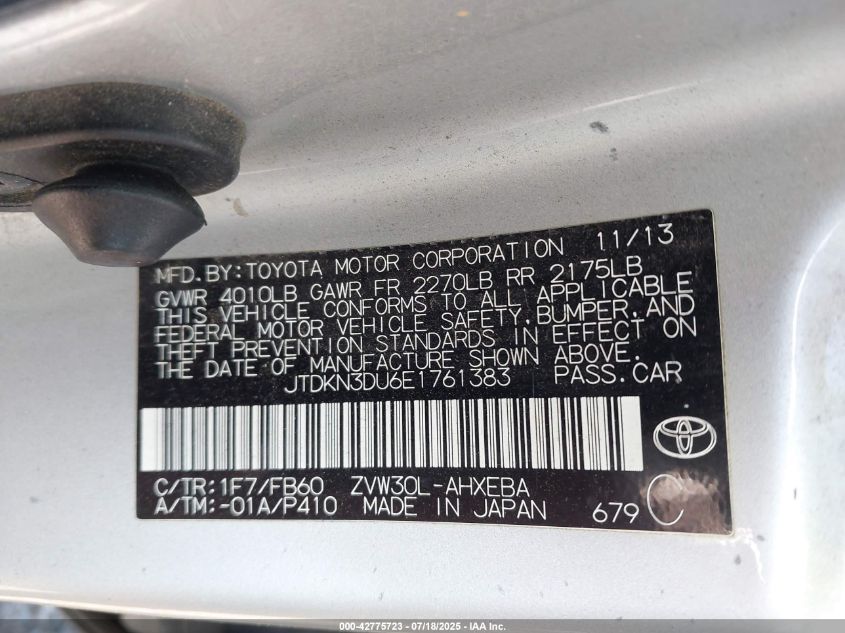 MFD.BY:TOYOTA MOTOR CORPORATION 11/13
GVWR 4010LB GAWR FR 2270LB RR 2175LB
THIS VEHICLE CONFORMS TO ALL APPLICABLE
FEDERAL MOTOR VEHICLE SAFETY,BUMPER,AND
THEFT PREVENTION STANDARDS IN EFFECT ON
THE DATE OF MANUFACTURE SHOWN ABOVE.
JTDKN3DU6E1761383 PASS.CAR
C/TR:1F7/FB60 ZVW30L-AHXEBA
A/TM:-01A/P410 MADE IN JAPAN 679 C
000-42775723 - 07/18/2025 - IAA Inc.